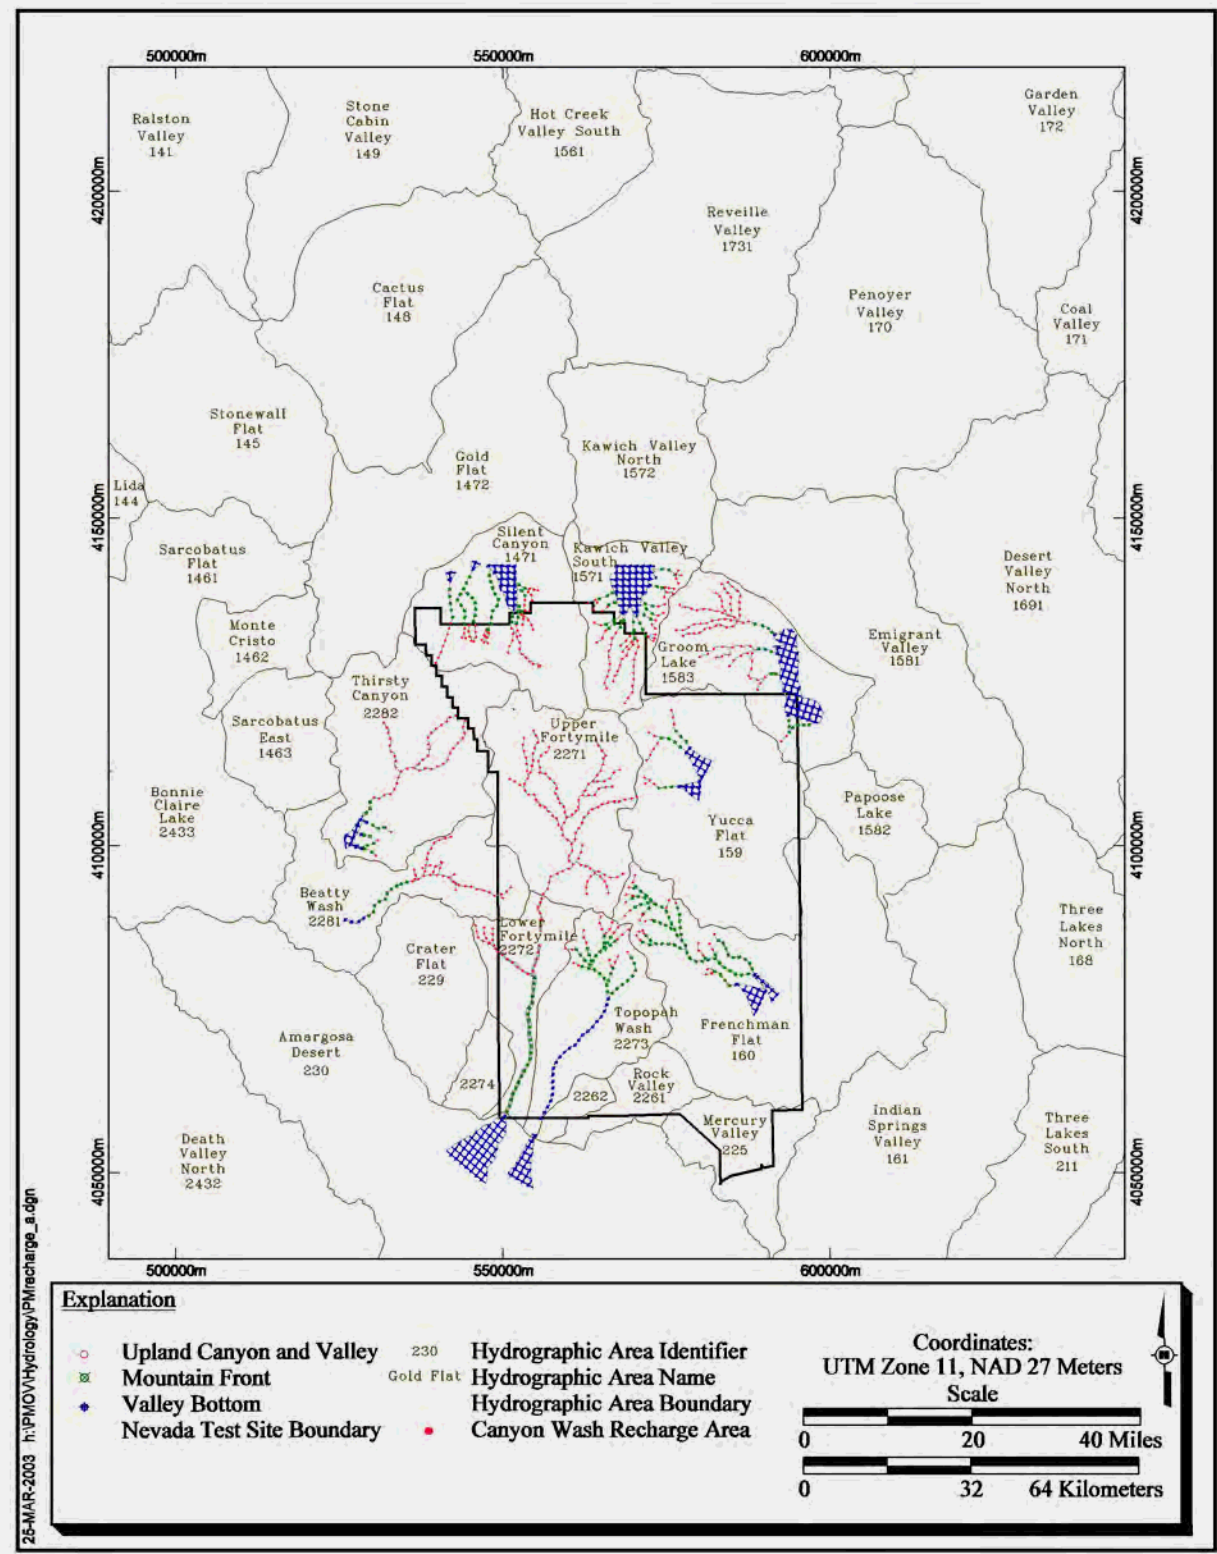 500000m
550000m
600000m
Ralston
Valley
141
Stone
Cabin
Valley
149
Hot Creek
Valley South
1561
Garden
Valley
172
4200000m
4200000m
Reveille
Valley
1731
Cactus
Flat
148
Penoyer
Valley
170
Coal
Valley
171
Stonewall
Flat
145
Gold
Flat
1472
Kawich Valley
North
1572
Lida
144
4150000m
4150000m
Sarcobatus
Flat
1461
Silent
Canyon
1471
Kawich Valley
South
1571
Desert
Valley
North
1691
Monte
Cristo
1462
Groom
Lake
1583
Emigrant
Valley
1581
Thirsty
Canyon
2282
Sarcobatus
East
1463
Upper
Fortymile
2271
Bonnie
Claire
Lake
2433
Yucca
Flat
159
Papoose
Lake
1582
4100000m
4100000m
Beatty
Wash
2281
Lower
Fortymile
2272
Crater
Flat
229
Three
Lakes
North
168
Amargosa
Desert
230
Topopah
Wash
2273
Frenchman
Flat
160
2274
2262
Rock
Valley
2261
Mercury
Valley
225
Indian
Springs
Valley
161
Three
Lakes
South
211
Death
Valley
North
2432
4050000m
4050000m
500000m
550000m
600000m
25-MAR-2003 h:\PMOV\Hydrology\PMrecharge_a.dgn
Explanation
Upland Canyon and Valley
Mountain Front
Valley Bottom
Nevada Test Site Boundary
230 Hydrographic Area Identifier
Gold Flat Hydrographic Area Name
Hydrographic Area Boundary
Canyon Wash Recharge Area
Coordinates:
UTM Zone 11, NAD 27 Meters
Scale
0 20 40 Miles
0 32 64 Kilometers